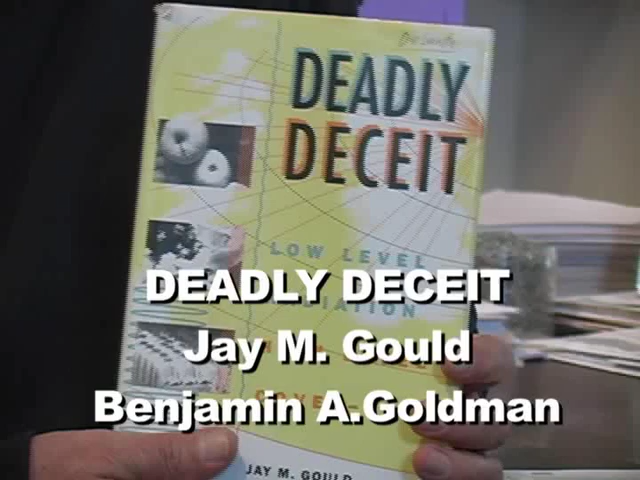 DEADLY
DECEIT
LOW LEVEL
DEADLY DECEIT
Jay M. Gould
Benjamin A.Goldman
JAY M. GOULD